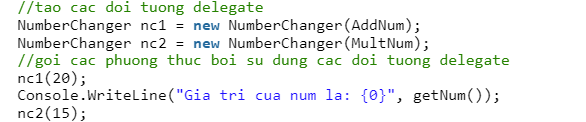 //tao cac doi tuong delegate
NumberChanger nc1 = new NumberChanger(AddNum);
NumberChanger nc2 = new NumberChanger(MultNum);
//goi cac phuong thuc boi su dung cac doi tuong delegate
nc1(20);
Console.WriteLine("Gia tri cua num la: {0}", getNum());
nc2(15);